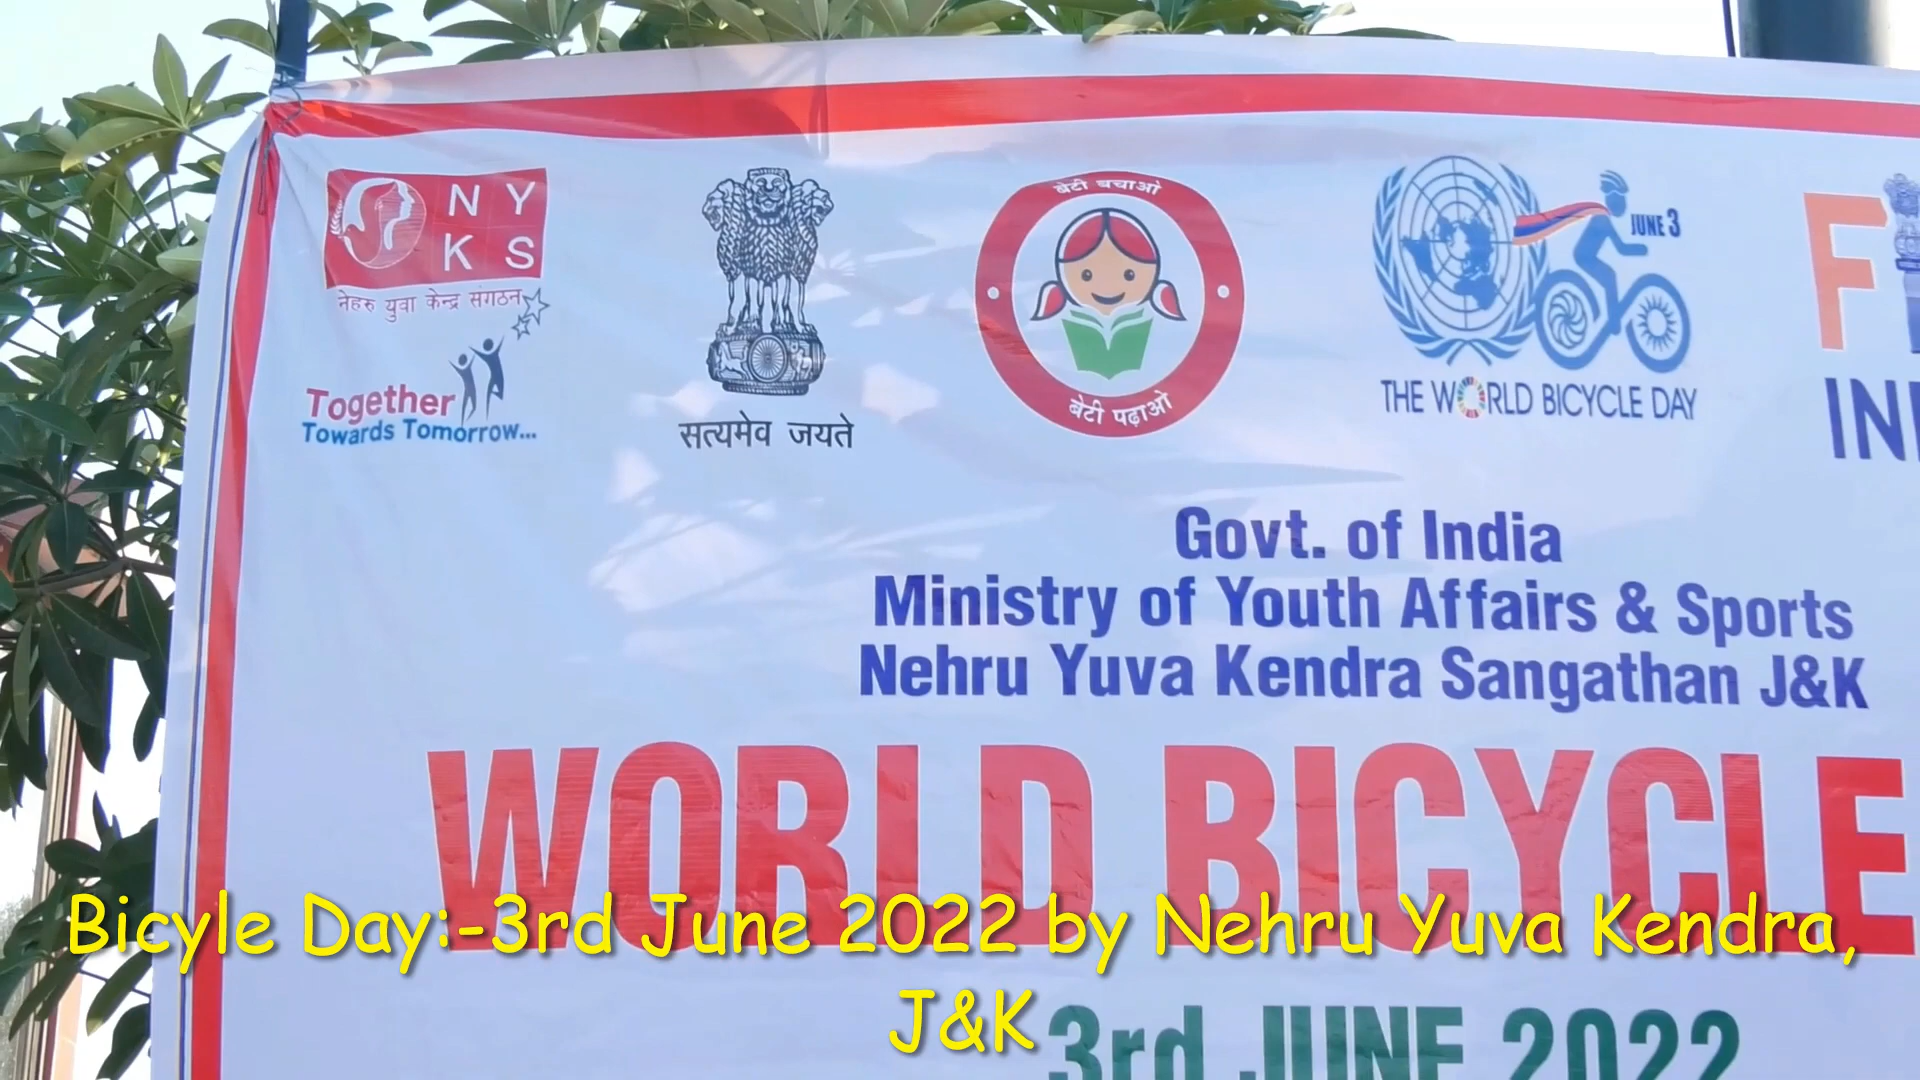 NY
KS
नेहरु युवा केन्द्र संगठन
Together
Towards Tomorrow...
सत्यमेव जयते
बेटी बचाओ
बेटी पढ़ाओ
JUNE 3
THE WORLD BICYCLE DAY
Govt. of India
Ministry of Youth Affairs & Sports
Nehru Yuva Kendra Sangathan J&K
WORLD BICYCLE
Bicyle Day:-3rd June 2022 by Nehru Yuva Kendra,
J&K
3rd JUNE 2022